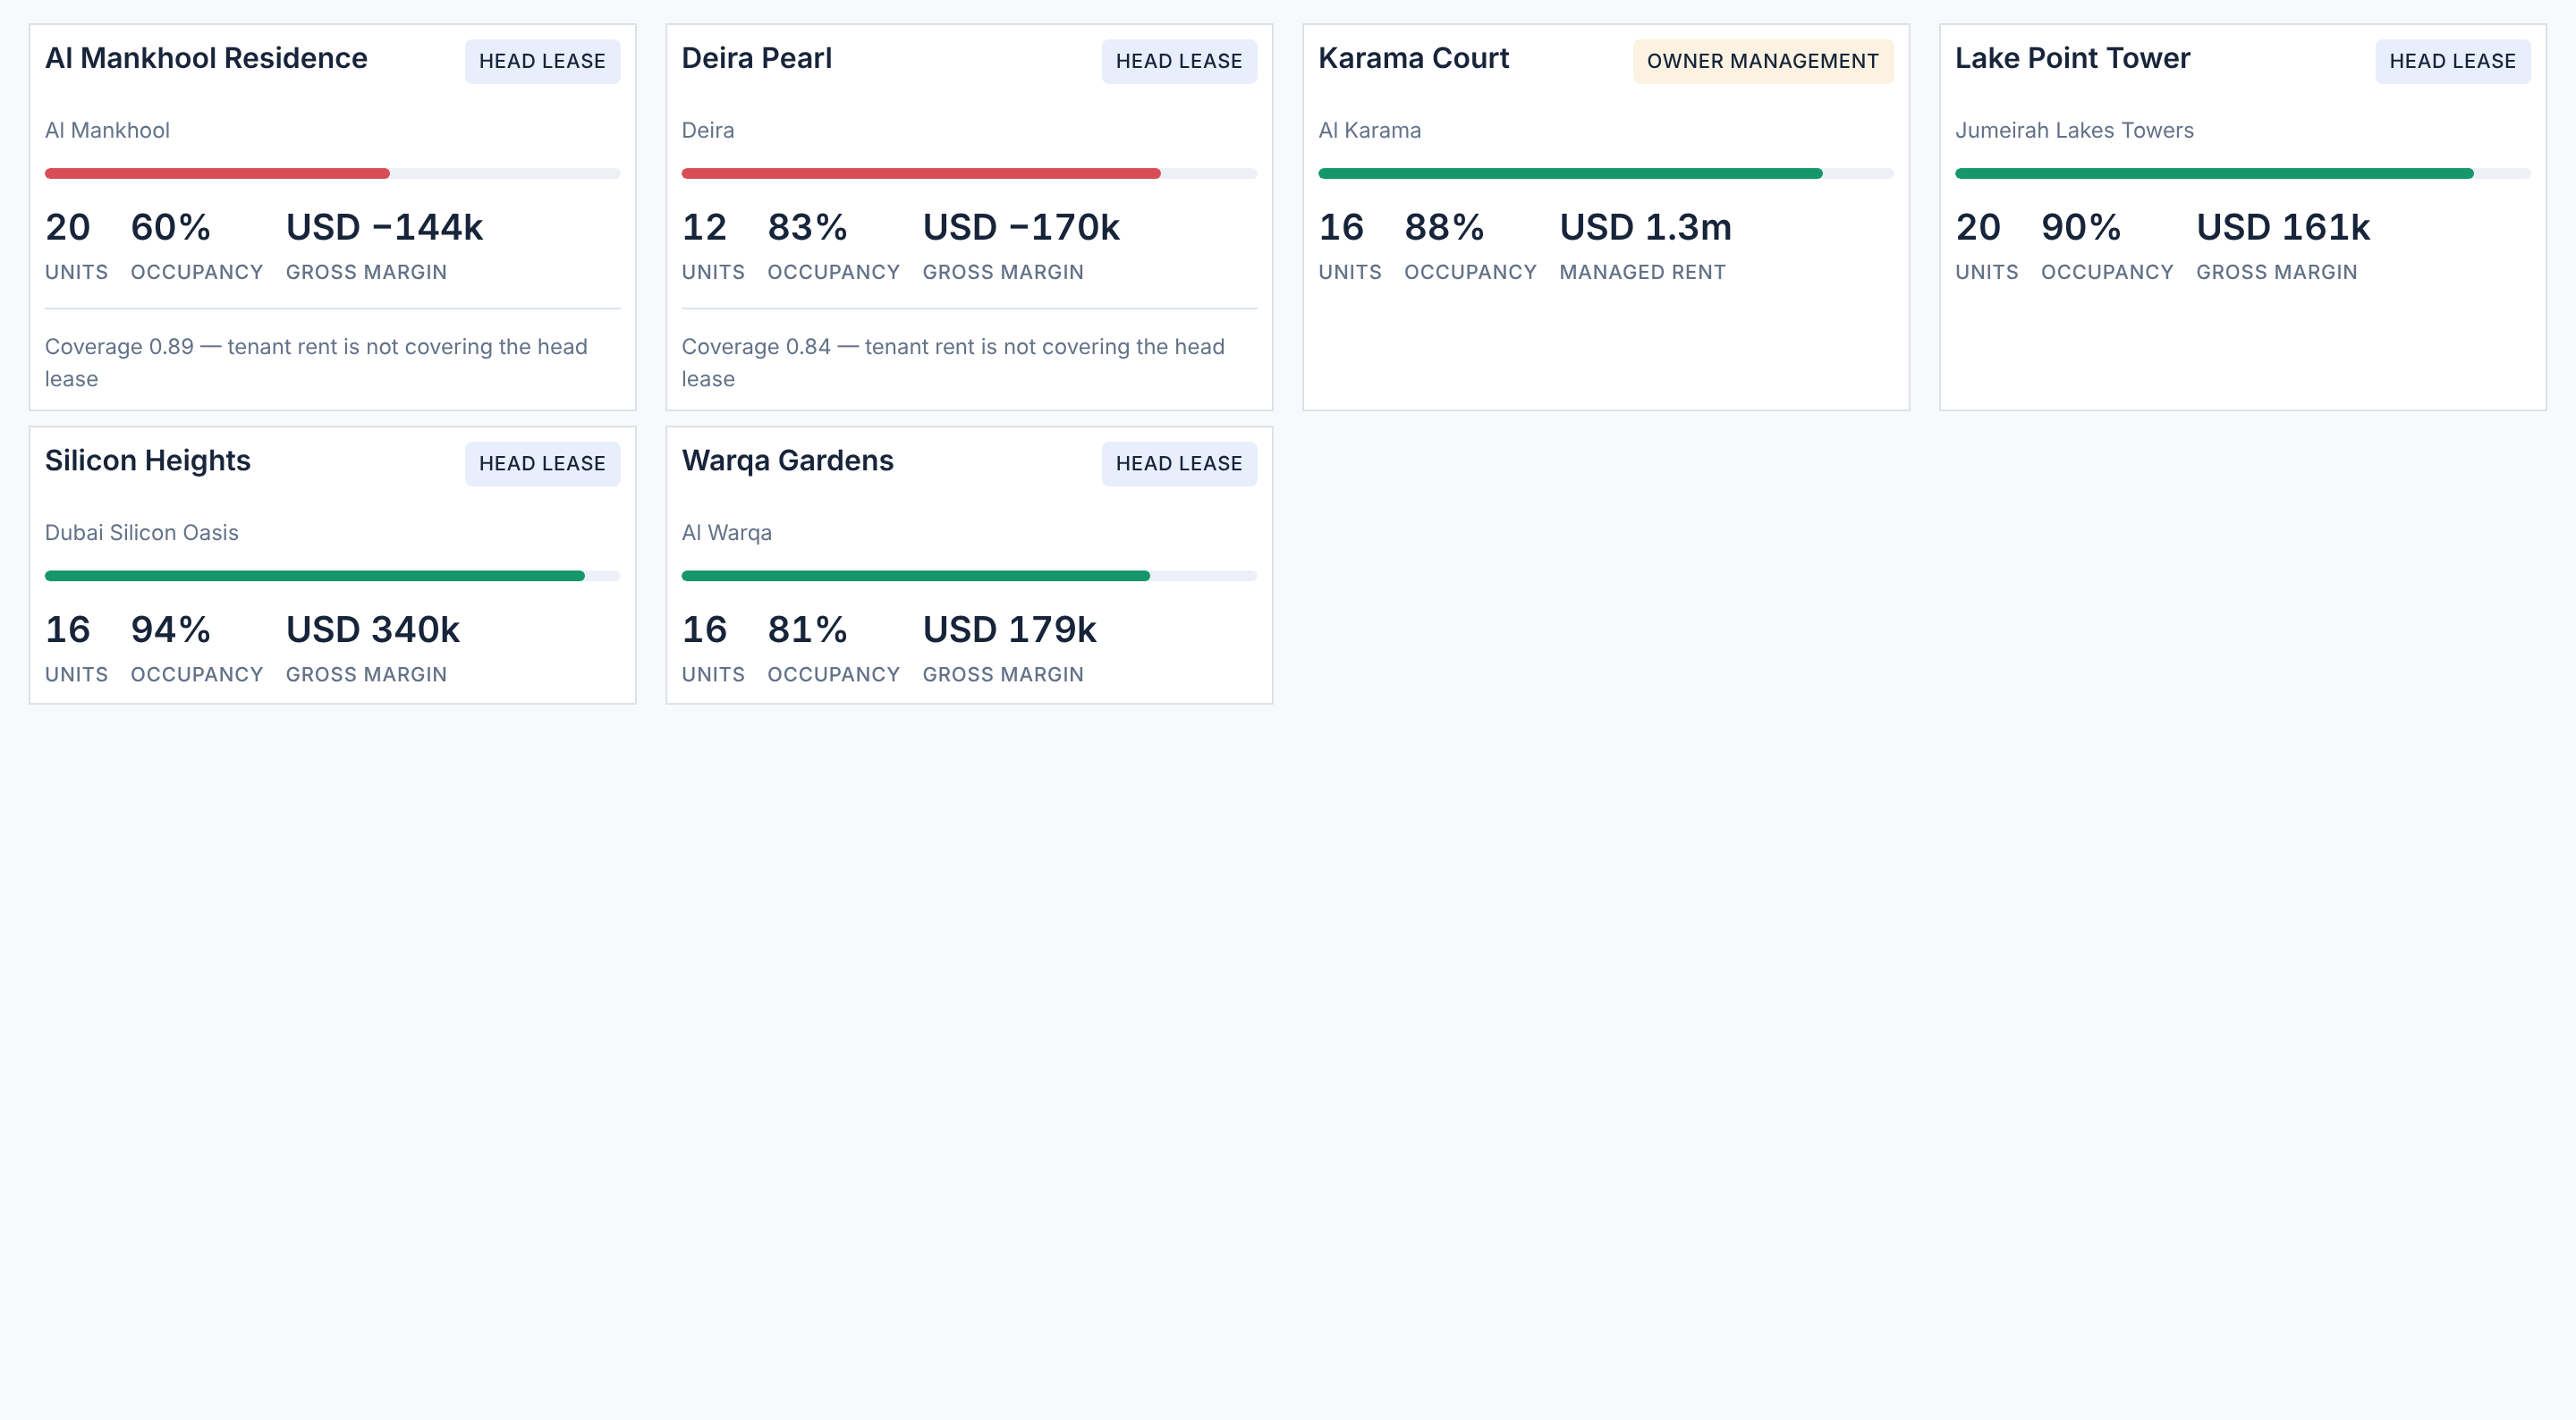 Al Mankhool Residence
HEAD LEASE
Al Mankhool
20 60% USD −144k
UNITS OCCUPANCY GROSS MARGIN
Coverage 0.89 — tenant rent is not covering the head
lease
Deira Pearl
HEAD LEASE
Deira
12 83% USD −170k
UNITS OCCUPANCY GROSS MARGIN
Coverage 0.84 — tenant rent is not covering the head
lease
Karama Court
OWNER MANAGEMENT
Al Karama
16 88% USD 1.3m
UNITS OCCUPANCY MANAGED RENT
Lake Point Tower
HEAD LEASE
Jumeirah Lakes Towers
20 90% USD 161k
UNITS OCCUPANCY GROSS MARGIN
Silicon Heights
HEAD LEASE
Dubai Silicon Oasis
16 94% USD 340k
UNITS OCCUPANCY GROSS MARGIN
Warqa Gardens
HEAD LEASE
Al Warqa
16 81% USD 179k
UNITS OCCUPANCY GROSS MARGIN